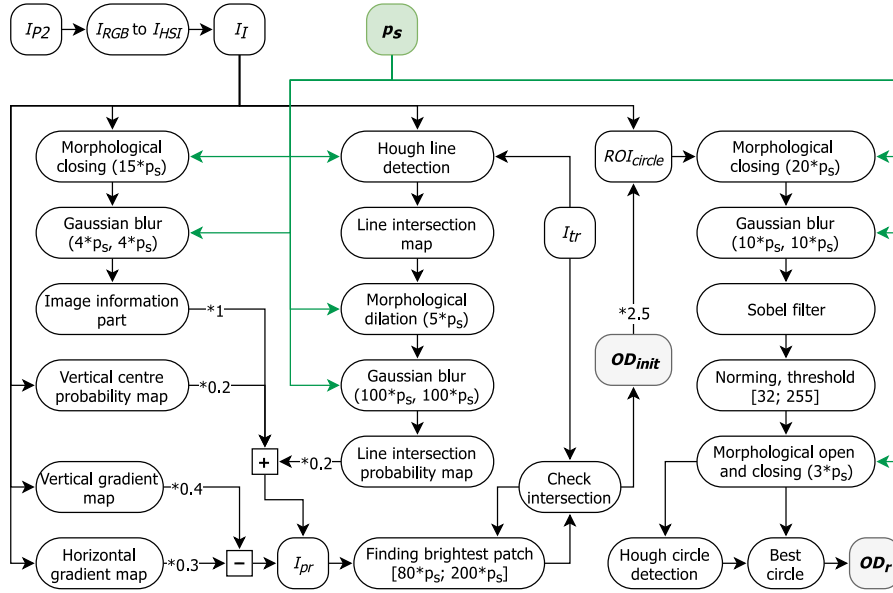 I_P2
I_RGB to I_HSI
I_I
p_s
Morphological
closing (15*p_s)
Gaussian blur
(4*p_s, 4*p_s)
Image information
part
*1
Vertical centre
probability map
*0.2
Vertical gradient
map
*0.4
Horizontal
gradient map
*0.3
+
−
I_pr
Hough line
detection
Line intersection
map
Morphological
dilation (5*p_s)
Gaussian blur
(100*p_s, 100*p_s)
Line intersection
probability map
*0.2
Finding brightest patch
[80*p_s; 200*p_s]
I_tr
Check
intersection
ROI_circle
*2.5
OD_init
Morphological
closing (20*p_s)
Gaussian blur
(10*p_s, 10*p_s)
Sobel filter
Norming, threshold
[32; 255]
Morphological open
and closing (3*p_s)
Hough circle
detection
Best
circle
OD_r